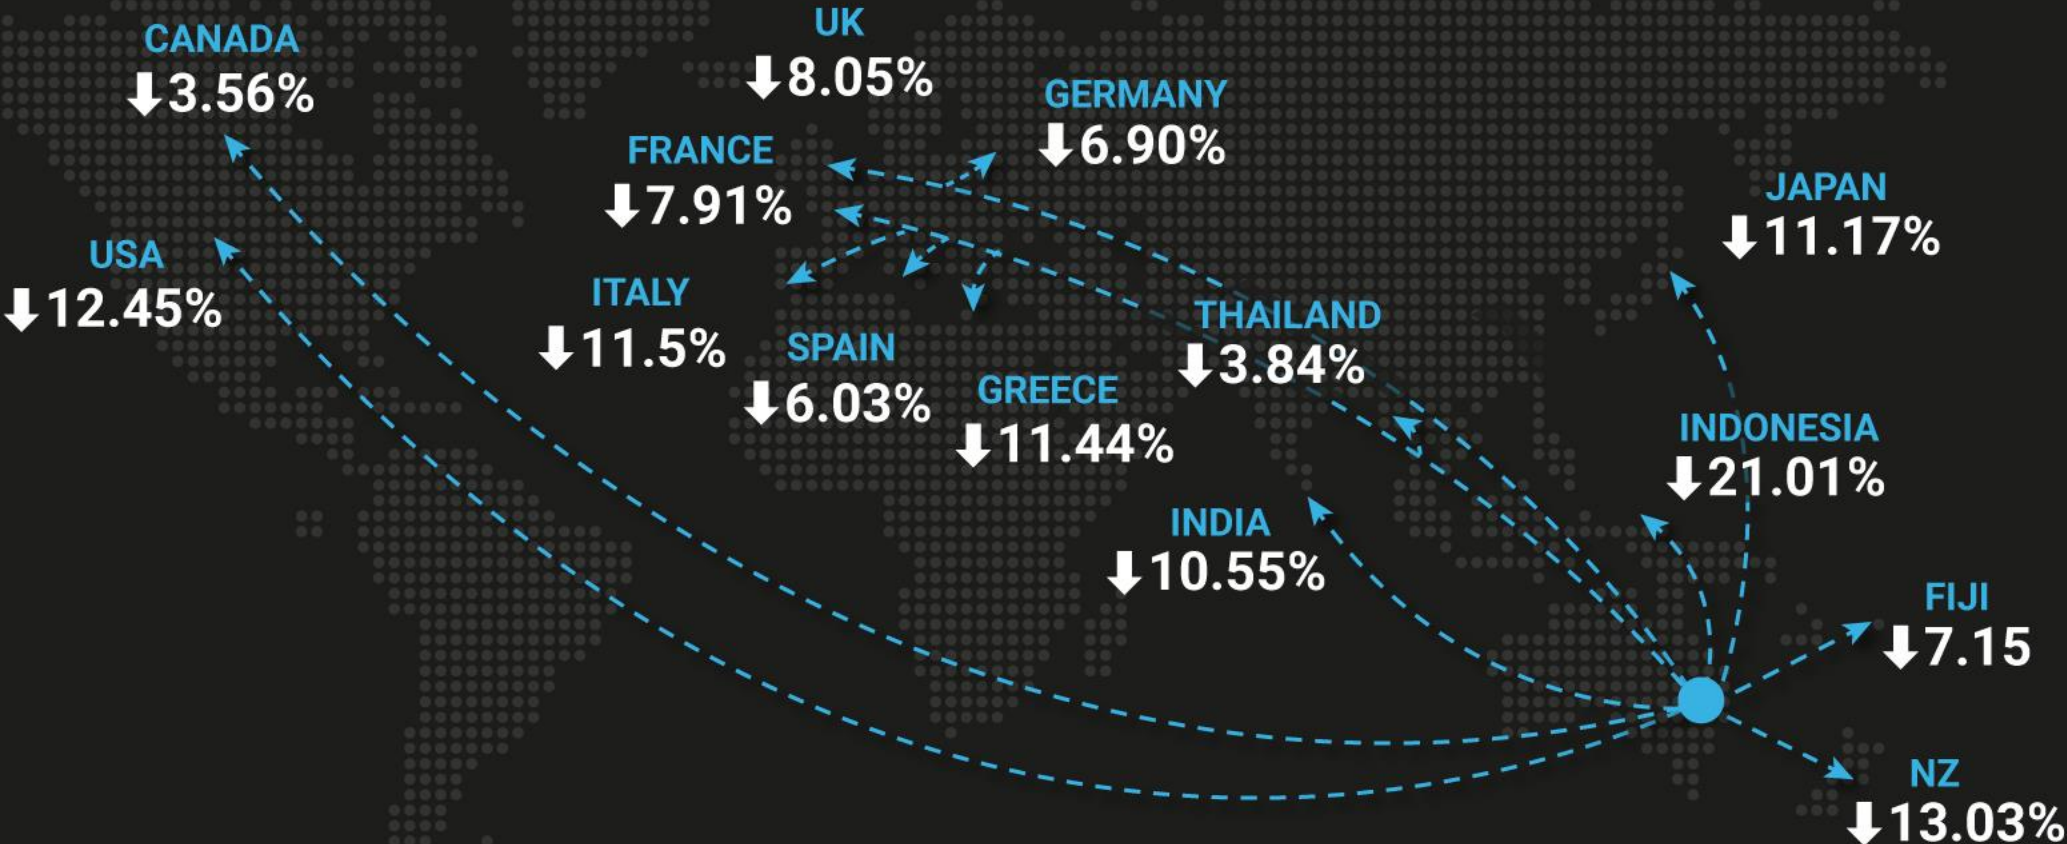 CANADA
↓3.56%
UK
↓8.05%
GERMANY
↓6.90%
FRANCE
↓7.91%
JAPAN
↓11.17%
USA
↓12.45%
ITALY
↓11.5%
SPAIN
↓6.03%
GREECE
↓11.44%
THAILAND
↓3.84%
INDONESIA
↓21.01%
INDIA
↓10.55%
FIJI
↓7.15
NZ
↓13.03%